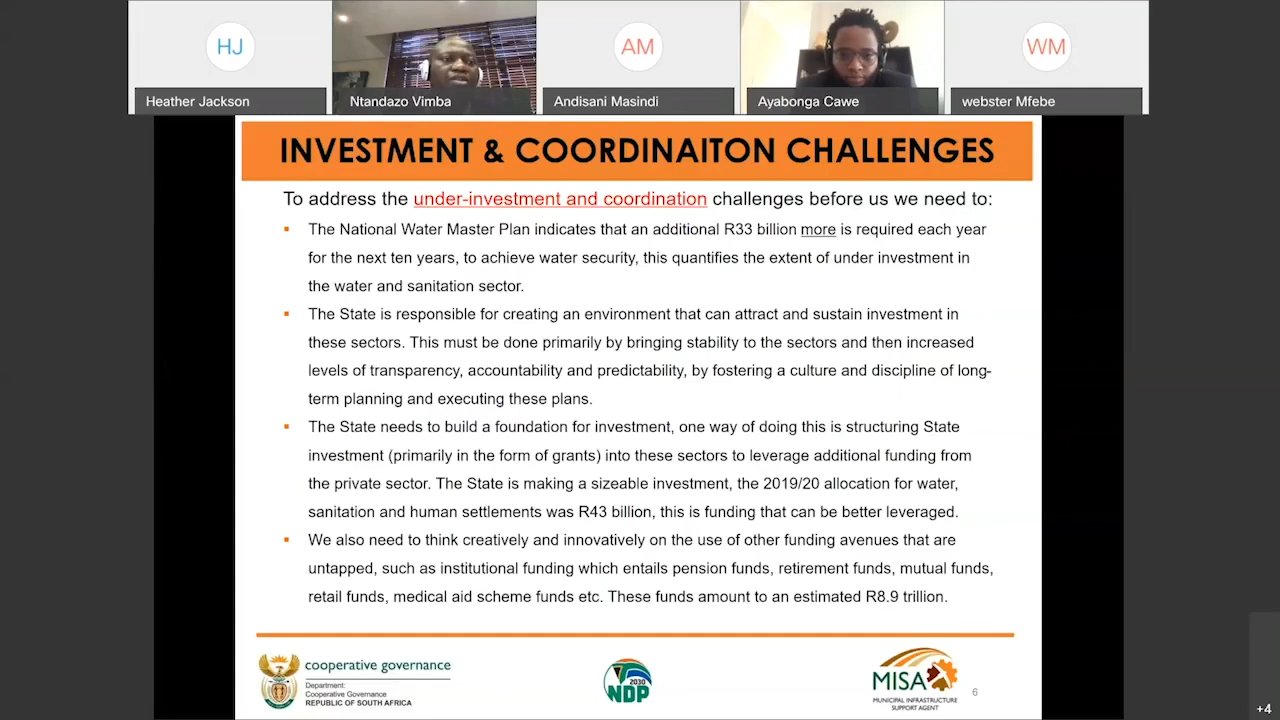 HJ
AM
WM
Heather Jackson
Ntandazo Vimba
Andisani Masindi
Ayabonga Cawe
webster Mfebe
INVESTMENT & COORDINAITON CHALLENGES
To address the under-investment and coordination challenges before us we need to:
▪ The National Water Master Plan indicates that an additional R33 billion more is required each year
for the next ten years, to achieve water security, this quantifies the extent of under investment in
the water and sanitation sector.
▪ The State is responsible for creating an environment that can attract and sustain investment in
these sectors. This must be done primarily by bringing stability to the sectors and then increased
levels of transparency, accountability and predictability, by fostering a culture and discipline of long-
term planning and executing these plans.
▪ The State needs to build a foundation for investment, one way of doing this is structuring State
investment (primarily in the form of grants) into these sectors to leverage additional funding from
the private sector. The State is making a sizeable investment, the 2019/20 allocation for water,
sanitation and human settlements was R43 billion, this is funding that can be better leveraged.
▪ We also need to think creatively and innovatively on the use of other funding avenues that are
untapped, such as institutional funding which entails pension funds, retirement funds, mutual funds,
retail funds, medical aid scheme funds etc. These funds amount to an estimated R8.9 trillion.
cooperative governance
Department:
Cooperative Governance
REPUBLIC OF SOUTH AFRICA
2030
NDP
MISA
MUNICIPAL INFRASTRUCTURE
SUPPORT AGENT
6
+4